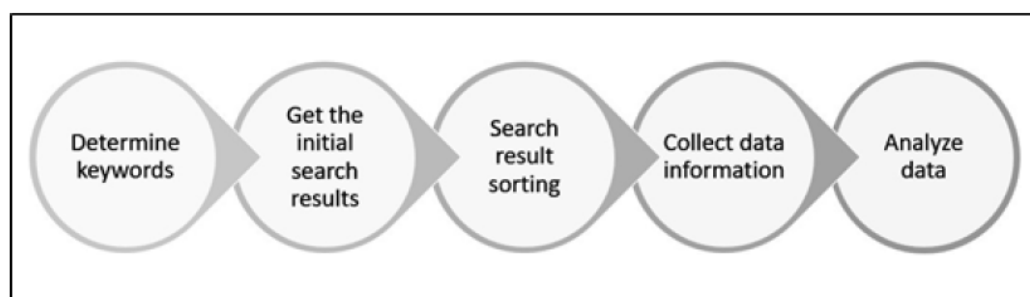 Determine
keywords
Get the
initial
search
results
Search
result
sorting
Collect data
information
Analyze
data